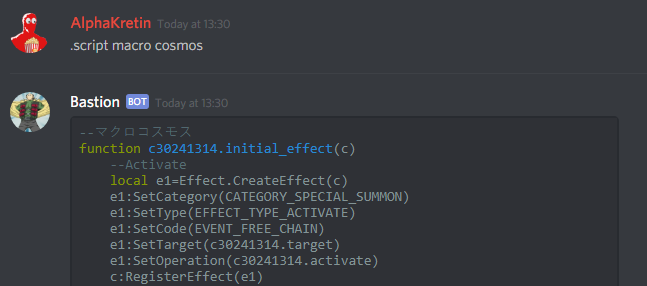 AlphaKretin Today at 13:30
.script macro cosmos
Bastion BOT Today at 13:30
--マクロコスモス
function c30241314.initial_effect(c)
--Activate
local e1=Effect.CreateEffect(c)
e1:SetCategory(CATEGORY_SPECIAL_SUMMON)
e1:SetType(EFFECT_TYPE_ACTIVATE)
e1:SetCode(EVENT_FREE_CHAIN)
e1:SetTarget(c30241314.target)
e1:SetOperation(c30241314.activate)
c:RegisterEffect(e1)